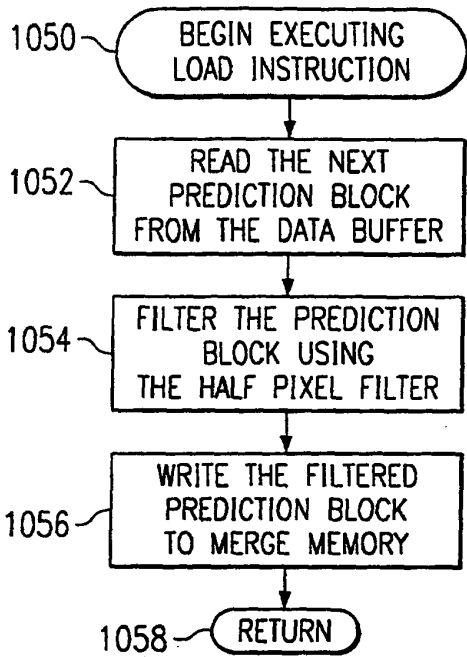 1050
BEGIN EXECUTING
LOAD INSTRUCTION
1052
READ THE NEXT
PREDICTION BLOCK
FROM THE DATA BUFFER
1054
FILTER THE PREDICTION
BLOCK USING
THE HALF PIXEL FILTER
1056
WRITE THE FILTERED
PREDICTION BLOCK
TO MERGE MEMORY
1058
RETURN